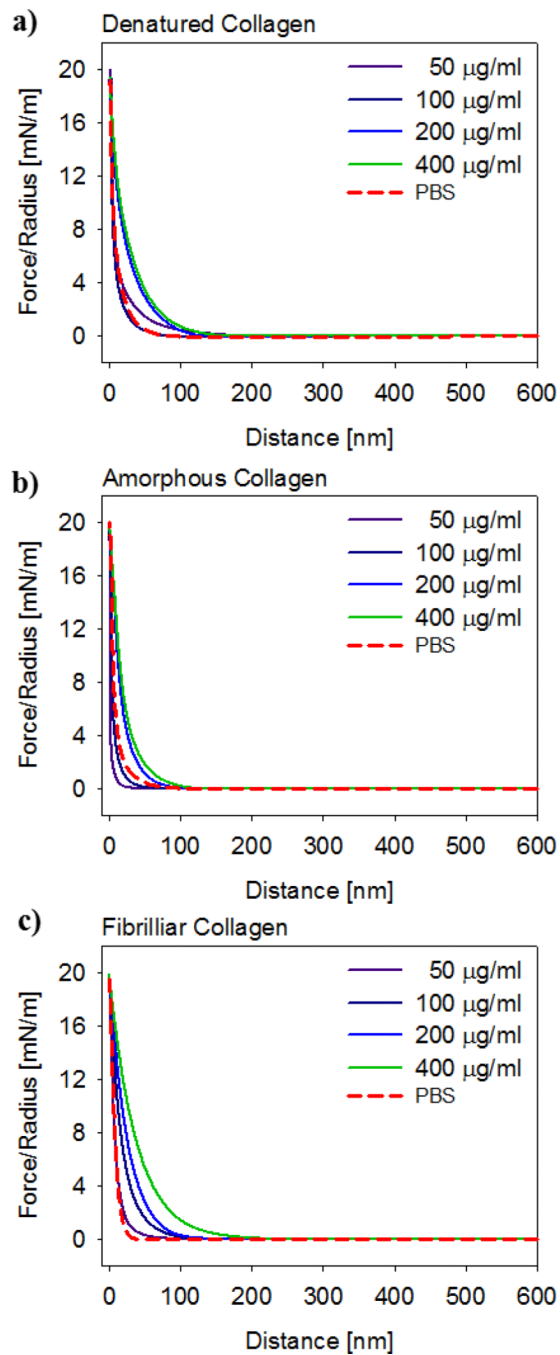 a)
Denatured Collagen
Force/Radius [mN/m]
20
16
12
8
4
0
50 μg/ml
100 μg/ml
200 μg/ml
400 μg/ml
PBS
0 100 200 300 400 500 600
Distance [nm]
b)
Amorphous Collagen
Force/Radius [mN/m]
20
16
12
8
4
0
50 μg/ml
100 μg/ml
200 μg/ml
400 μg/ml
PBS
0 100 200 300 400 500 600
Distance [nm]
c)
Fibrilliar Collagen
Force/Radius [mN/m]
20
16
12
8
4
0
50 μg/ml
100 μg/ml
200 μg/ml
400 μg/ml
PBS
0 100 200 300 400 500 600
Distance [nm]